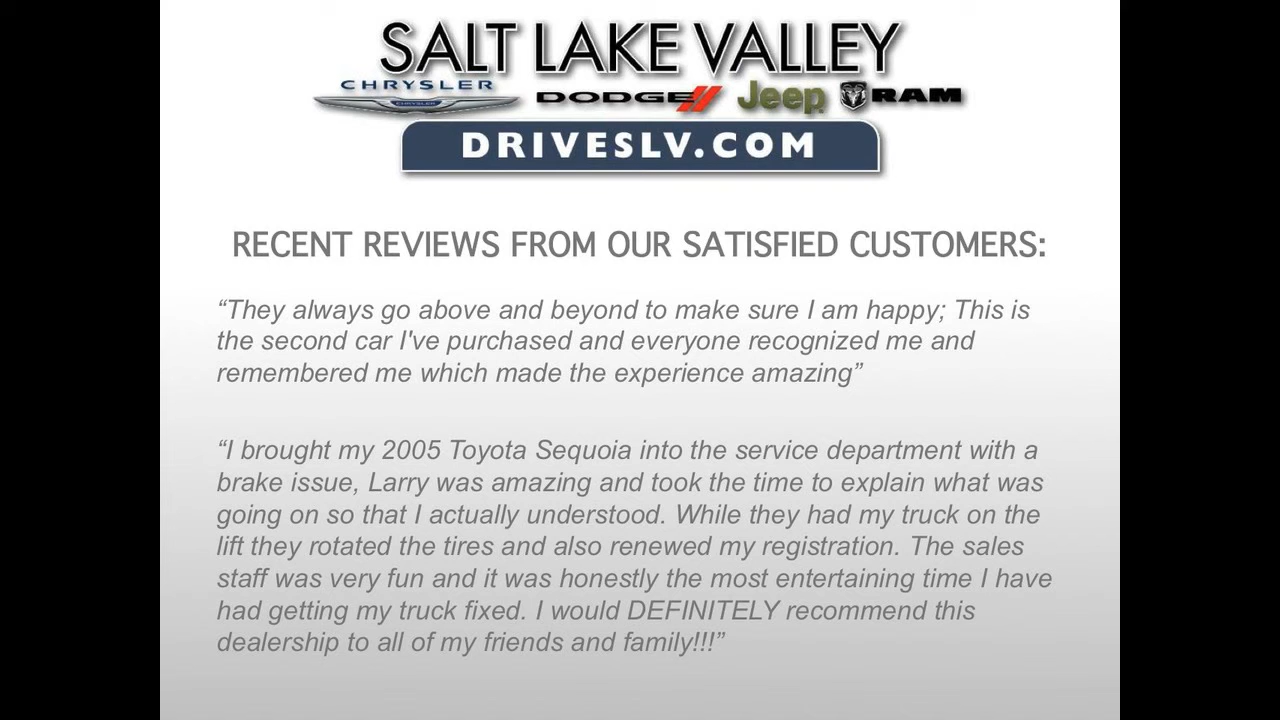 SALT LAKE VALLEY
CHRYSLER DODGE Jeep RAM
CHRYSLER
DRIVESLV.COM
RECENT REVIEWS FROM OUR SATISFIED CUSTOMERS:
“They always go above and beyond to make sure I am happy; This is
the second car I've purchased and everyone recognized me and
remembered me which made the experience amazing”
“I brought my 2005 Toyota Sequoia into the service department with a
brake issue, Larry was amazing and took the time to explain what was
going on so that I actually understood. While they had my truck on the
lift they rotated the tires and also renewed my registration. The sales
staff was very fun and it was honestly the most entertaining time I have
had getting my truck fixed. I would DEFINITELY recommend this
dealership to all of my friends and family!!!”